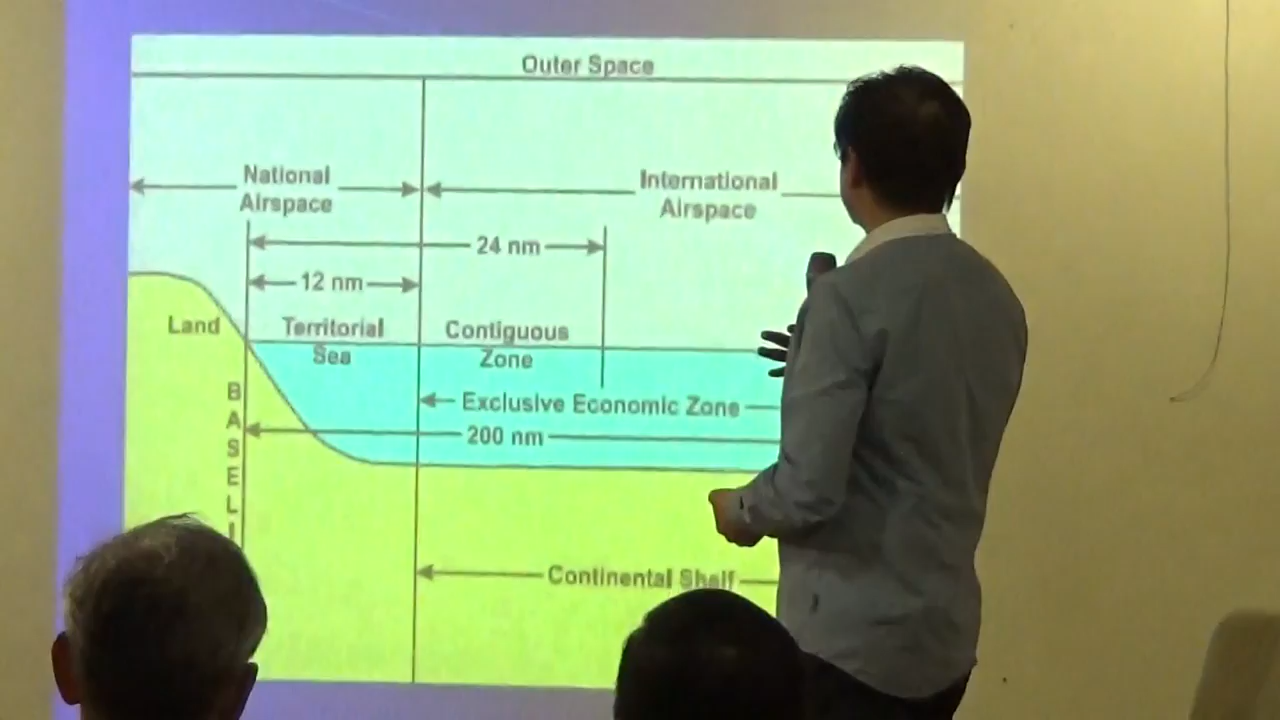 Outer Space
National
Airspace
International
Airspace
24 nm
12 nm
Land
Territorial
Sea
Contiguous
Zone
Exclusive Economic Zone
200 nm
B
A
S
E
L
I
Continental Shelf